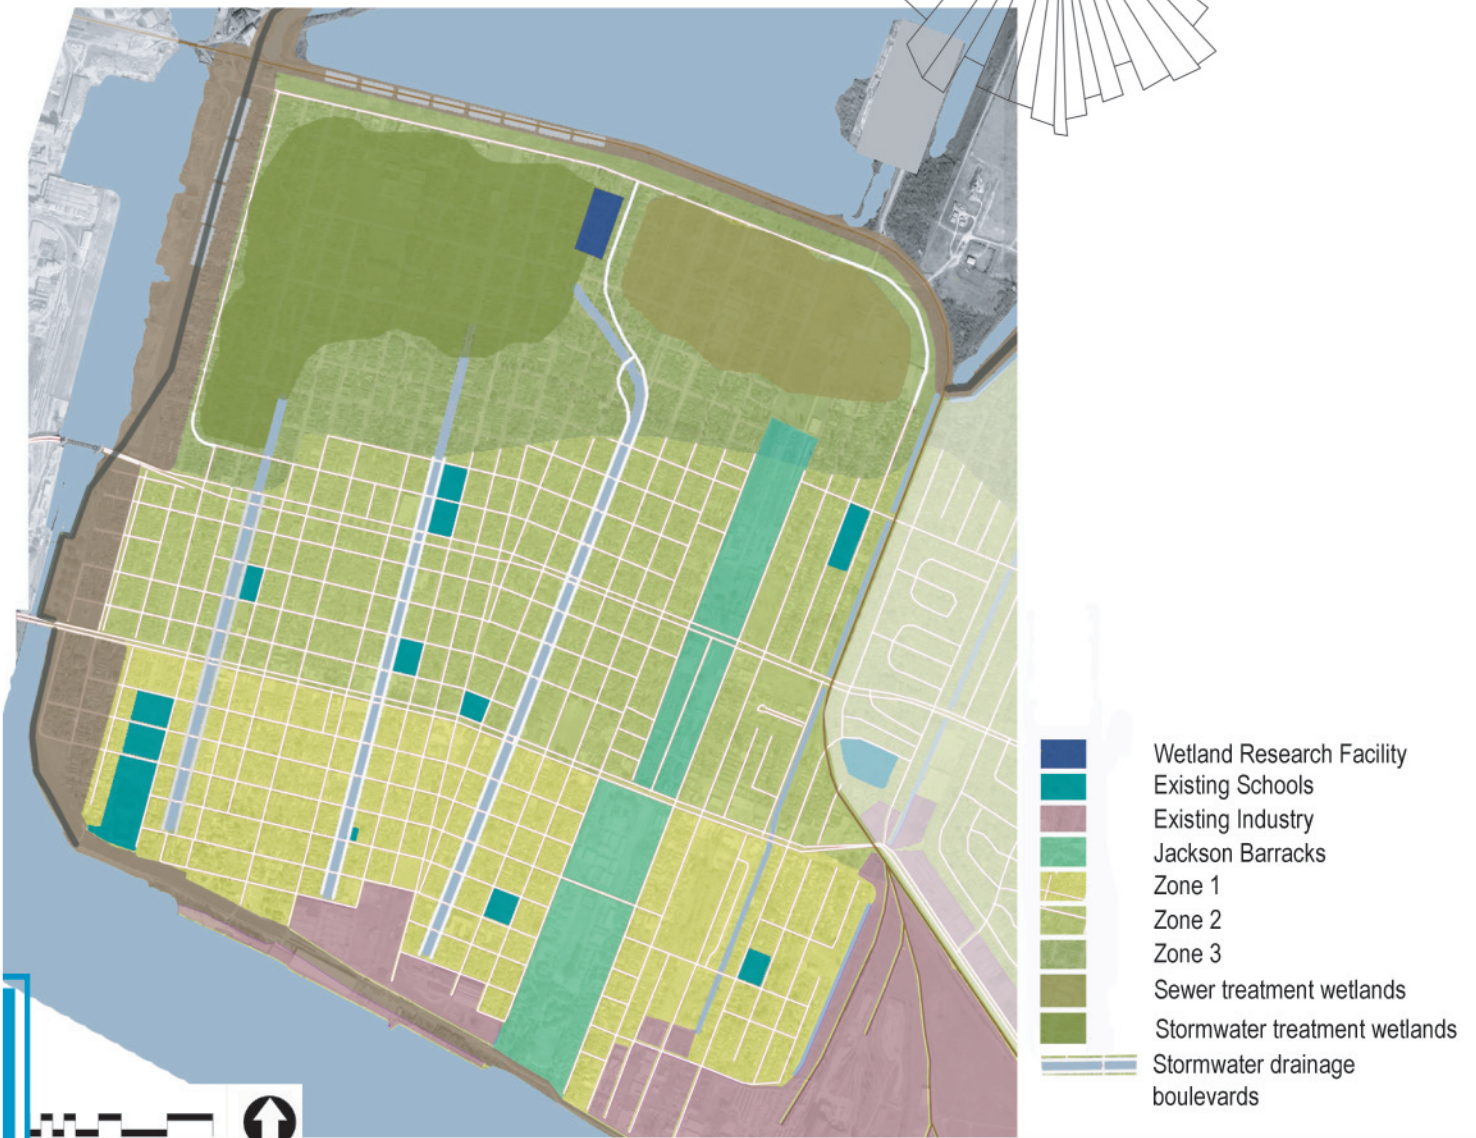 Wetland Research Facility
Existing Schools
Existing Industry
Jackson Barracks
Zone 1
Zone 2
Zone 3
Sewer treatment wetlands
Stormwater treatment wetlands
Stormwater drainage
boulevards